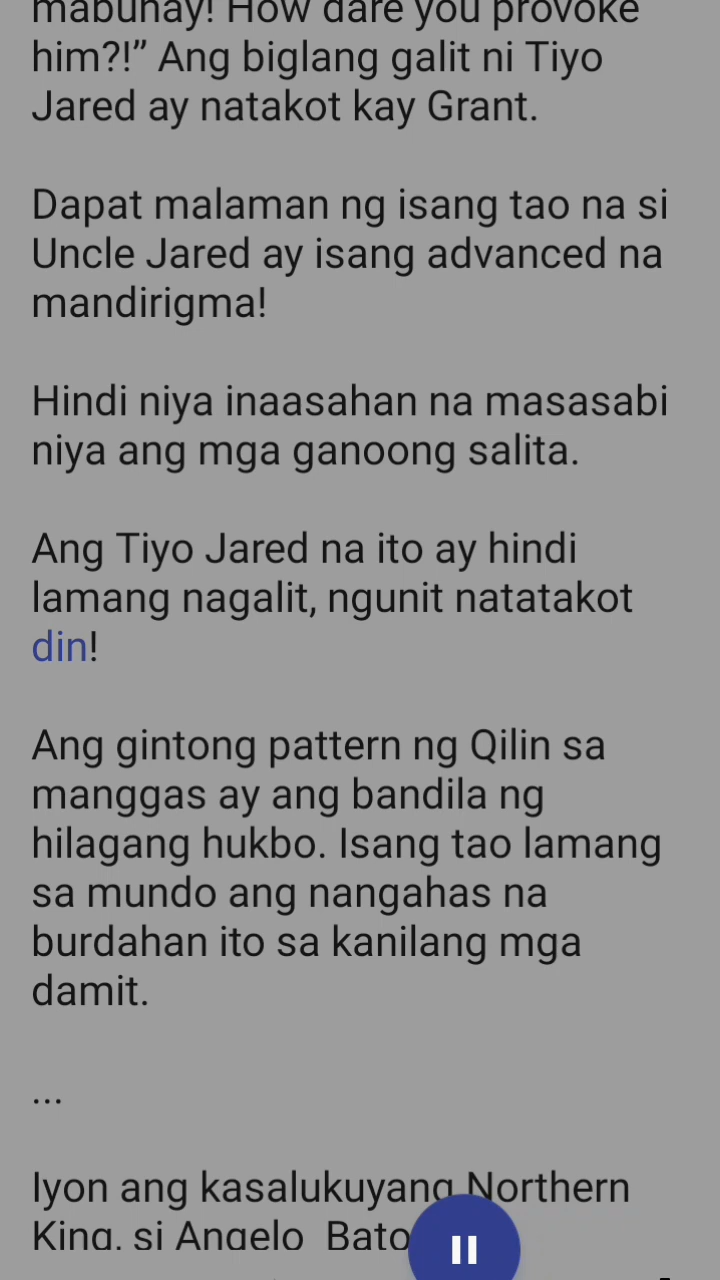 mabuhay! How dare you provoke
him?!” Ang biglang galit ni Tiyo
Jared ay natakot kay Grant.
Dapat malaman ng isang tao na si
Uncle Jared ay isang advanced na
mandirigma!
Hindi niya inaasahan na masasabi
niya ang mga ganoong salita.
Ang Tiyo Jared na ito ay hindi
lamang nagalit, ngunit natatakot
din!
Ang gintong pattern ng Qilin sa
manggas ay ang bandila ng
hilagang hukbo. Isang tao lamang
sa mundo ang nangahas na
burdahan ito sa kanilang mga
damit.
...
Iyon ang kasalukuyang Northern
King, si Angelo Bato